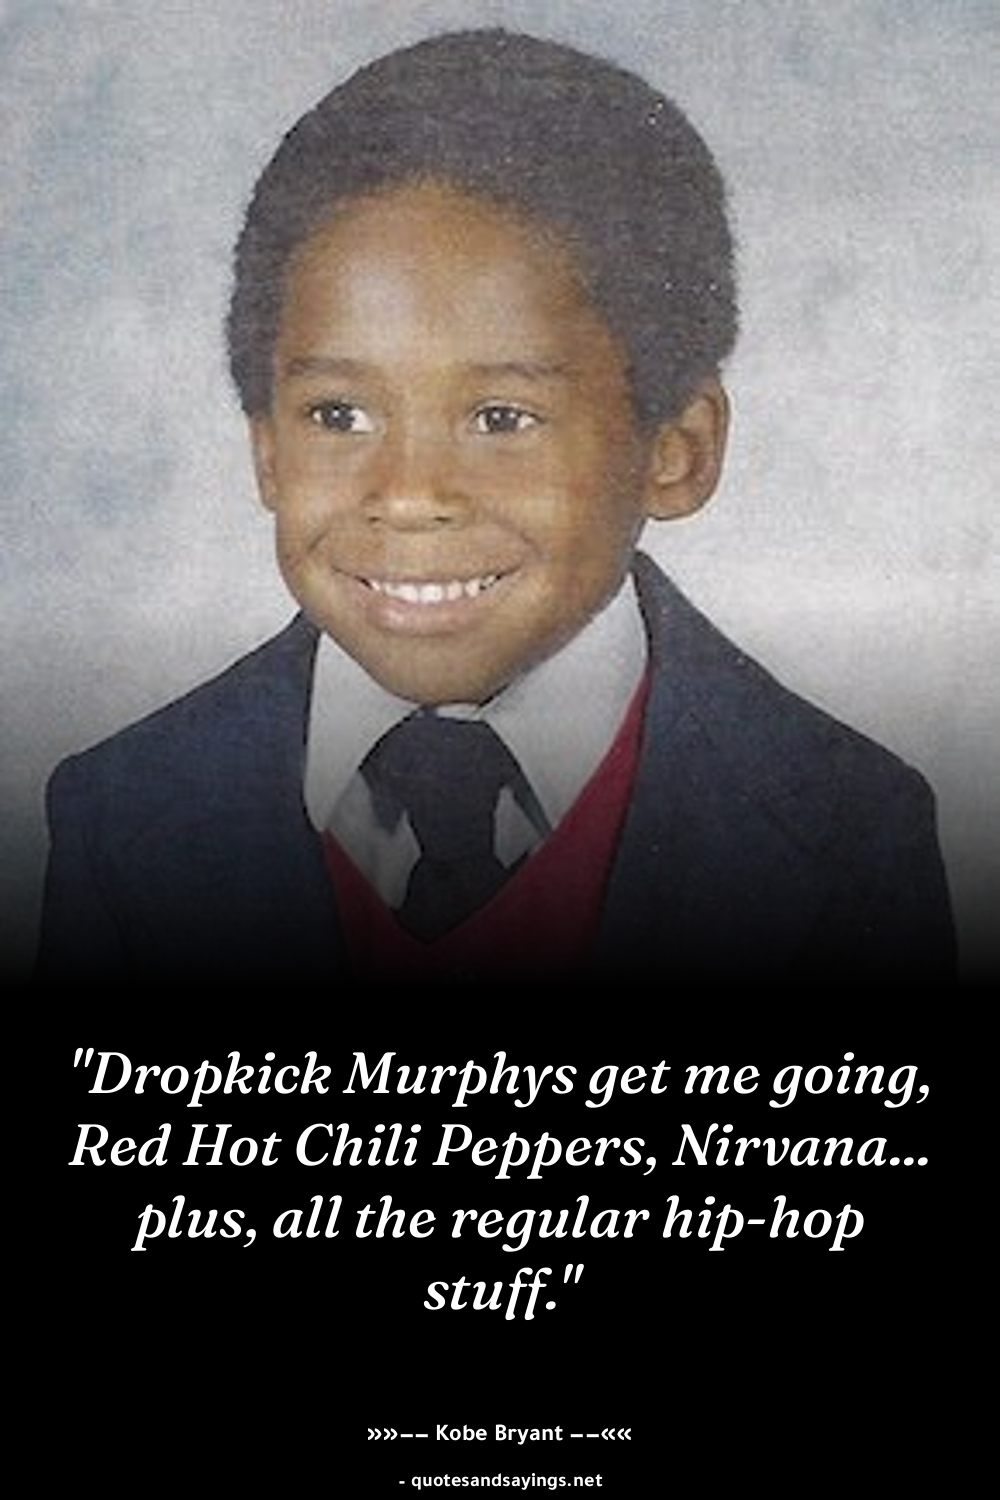 "Dropkick Murphys get me going,
Red Hot Chili Peppers, Nirvana...
plus, all the regular hip-hop
stuff."
»»–– Kobe Bryant ––««
- quotesandsayings.net